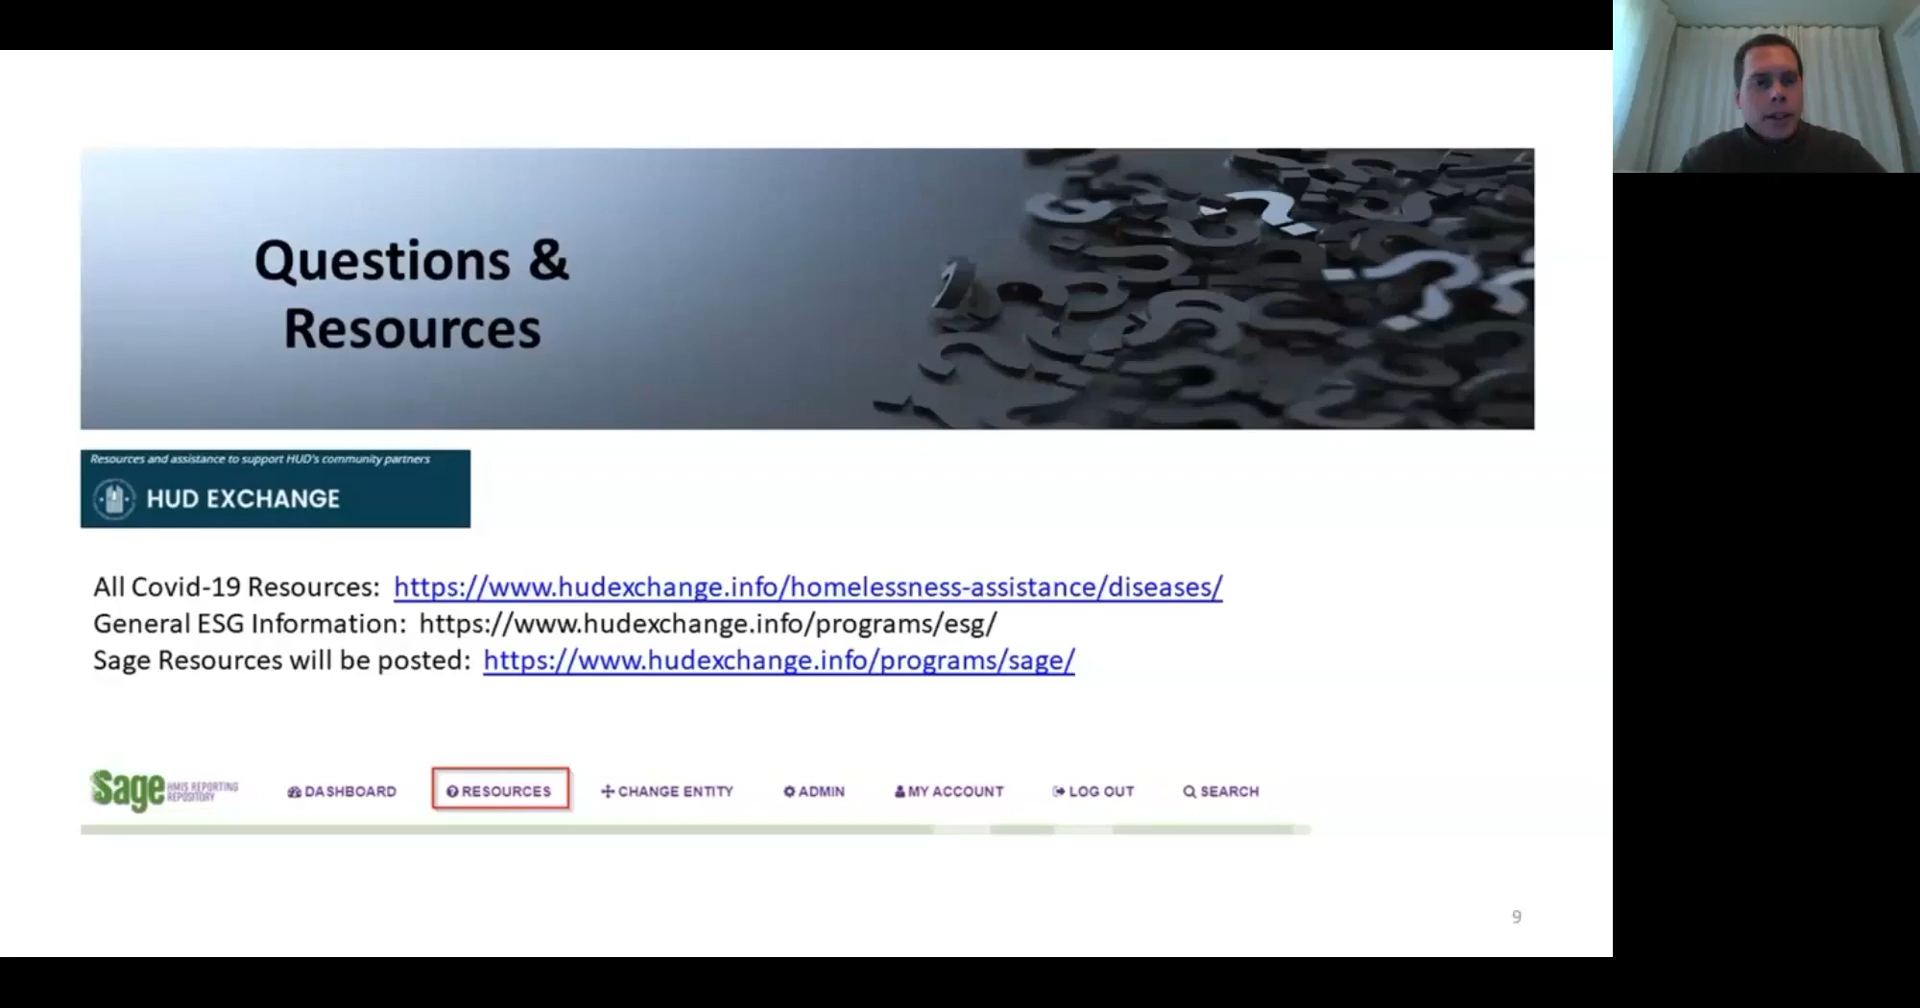 Questions &
Resources
Resources and assistance to support HUD's community partners
HUD EXCHANGE
All Covid-19 Resources: https://www.hudexchange.info/homelessness-assistance/diseases/
General ESG Information: https://www.hudexchange.info/programs/esg/
Sage Resources will be posted: https://www.hudexchange.info/programs/sage/
Sage HMIS REPORTING REPOSITORY DASHBOARD RESOURCES CHANGE ENTITY ADMIN MY ACCOUNT LOG OUT SEARCH
9